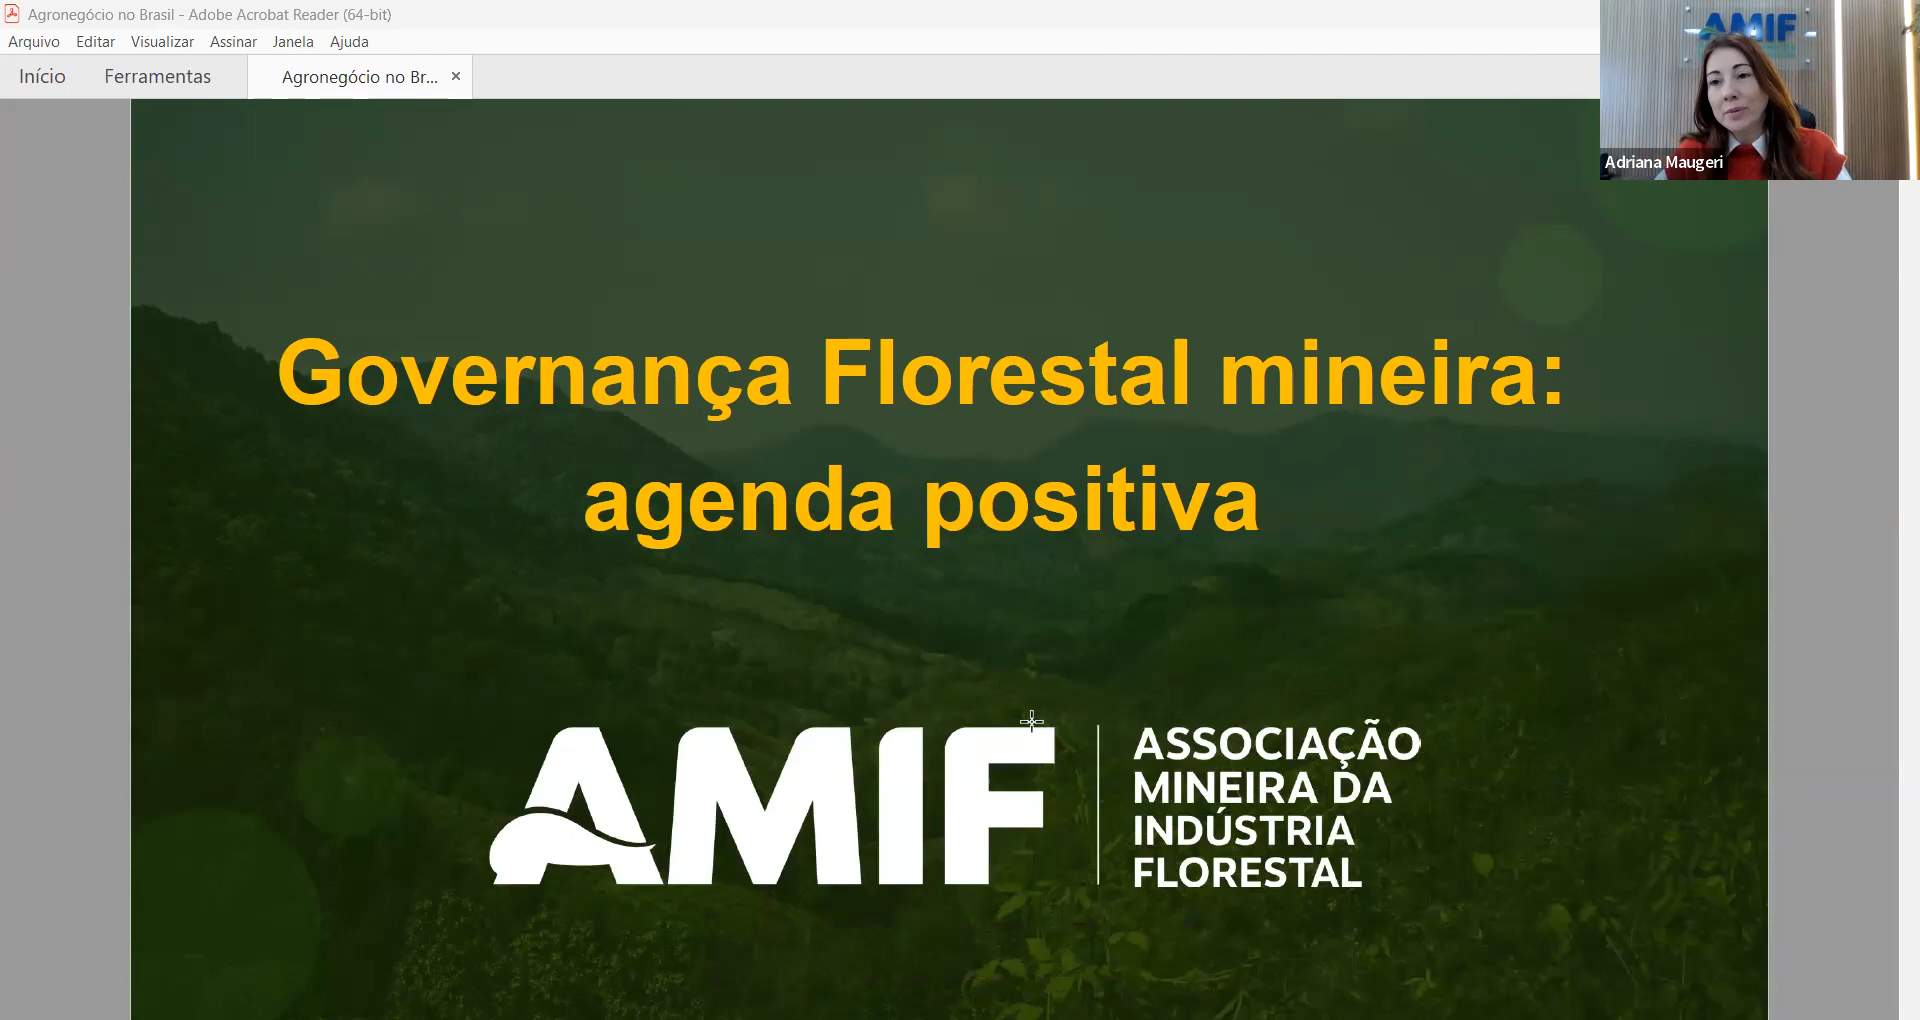 Agronegócio no Brasil - Adobe Acrobat Reader (64-bit)
Arquivo Editar Visualizar Assinar Janela Ajuda
Início Ferramentas Agronegócio no Br... ×
AMIF
Adriana Maugeri
Governança Florestal mineira:
agenda positiva
AMIF
ASSOCIAÇÃO
MINEIRA DA
INDÚSTRIA
FLORESTAL